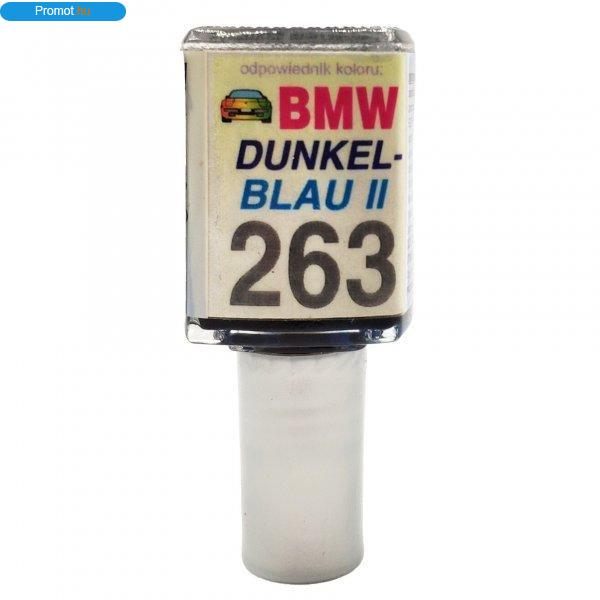 Promot.hu
odpowiednik koloru:
BMW
DUNKEL-
BLAU II
263